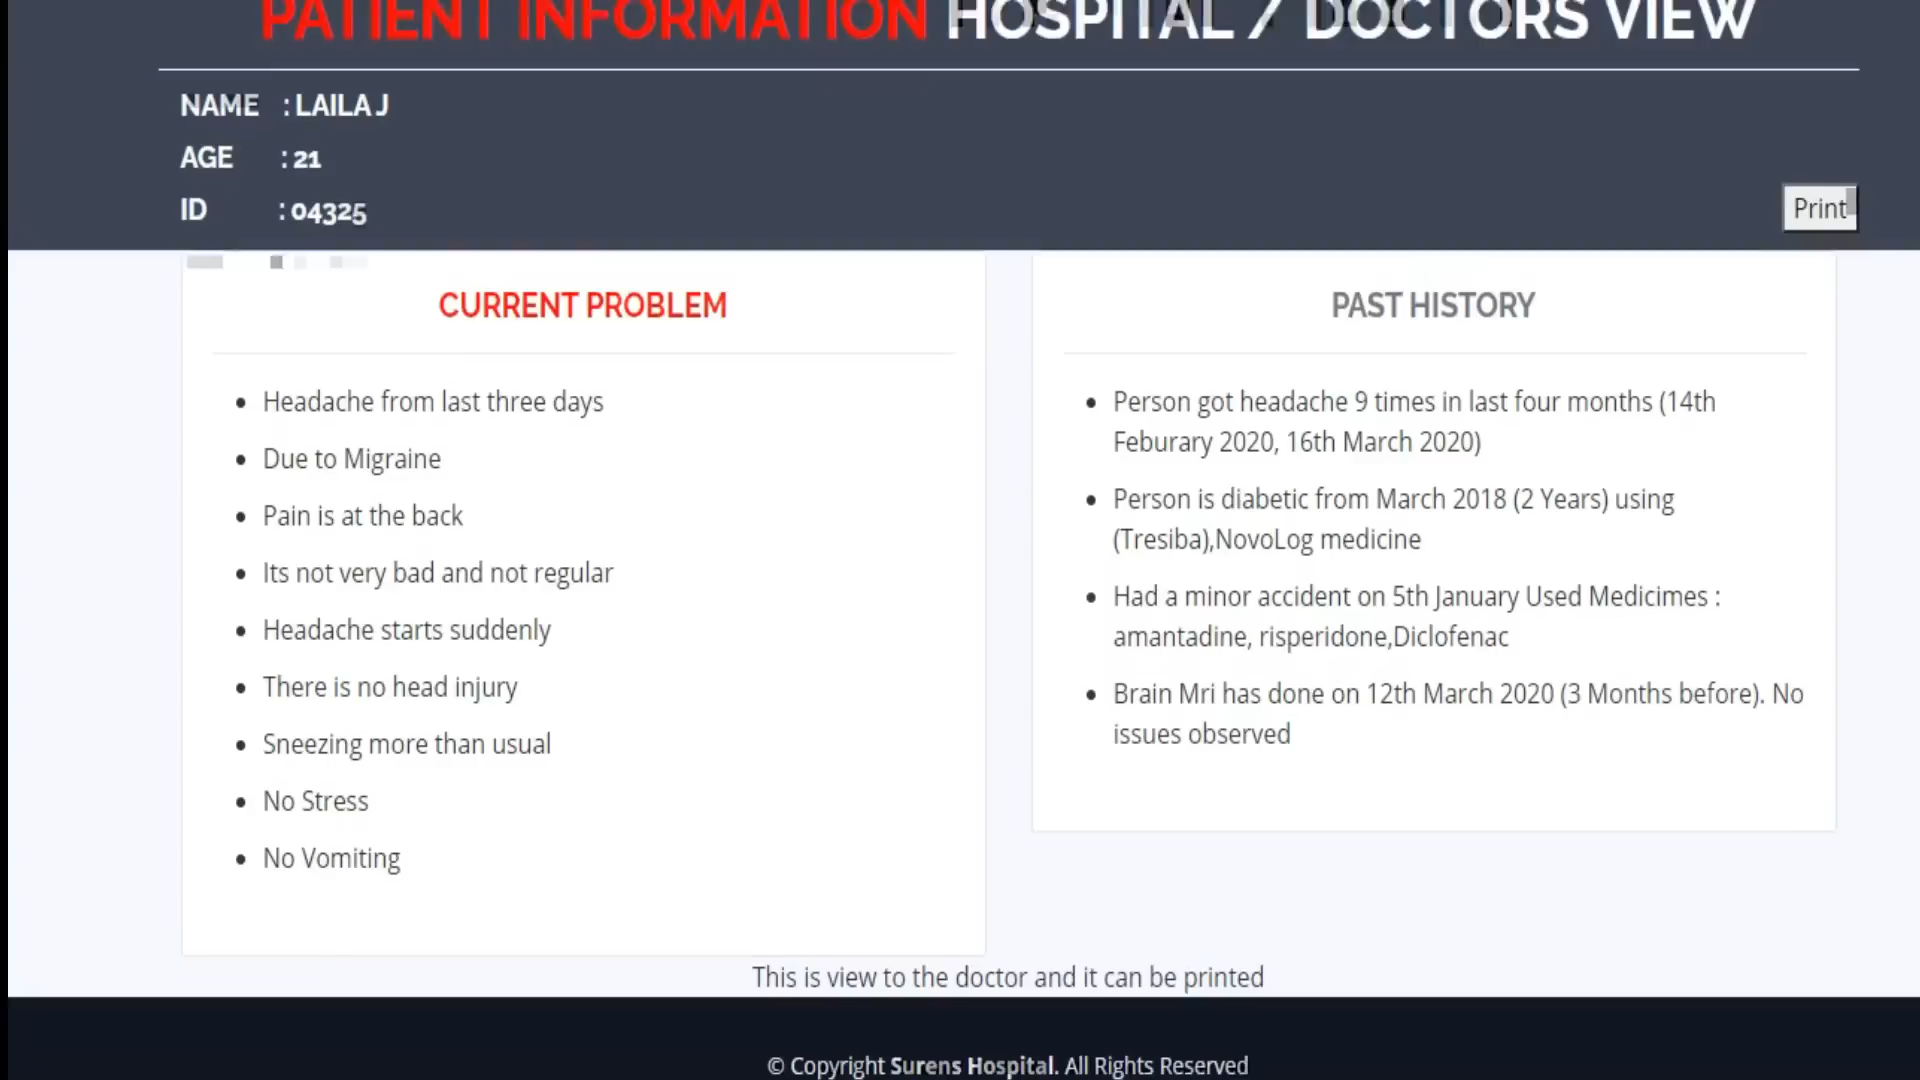 PATIENT INFORMATION HOSPITAL / DOCTORS VIEW
NAME : LAILA J
AGE : 21
ID : 04325
Print
CURRENT PROBLEM
Headache from last three days
Due to Migraine
Pain is at the back
Its not very bad and not regular
Headache starts suddenly
There is no head injury
Sneezing more than usual
No Stress
No Vomiting
PAST HISTORY
Person got headache 9 times in last four months (14th
Feburary 2020, 16th March 2020)
Person is diabetic from March 2018 (2 Years) using
(Tresiba),NovoLog medicine
Had a minor accident on 5th January Used Medicimes :
amantadine, risperidone,Diclofenac
Brain Mri has done on 12th March 2020 (3 Months before). No
issues observed
This is view to the doctor and it can be printed
© Copyright Surens Hospital. All Rights Reserved